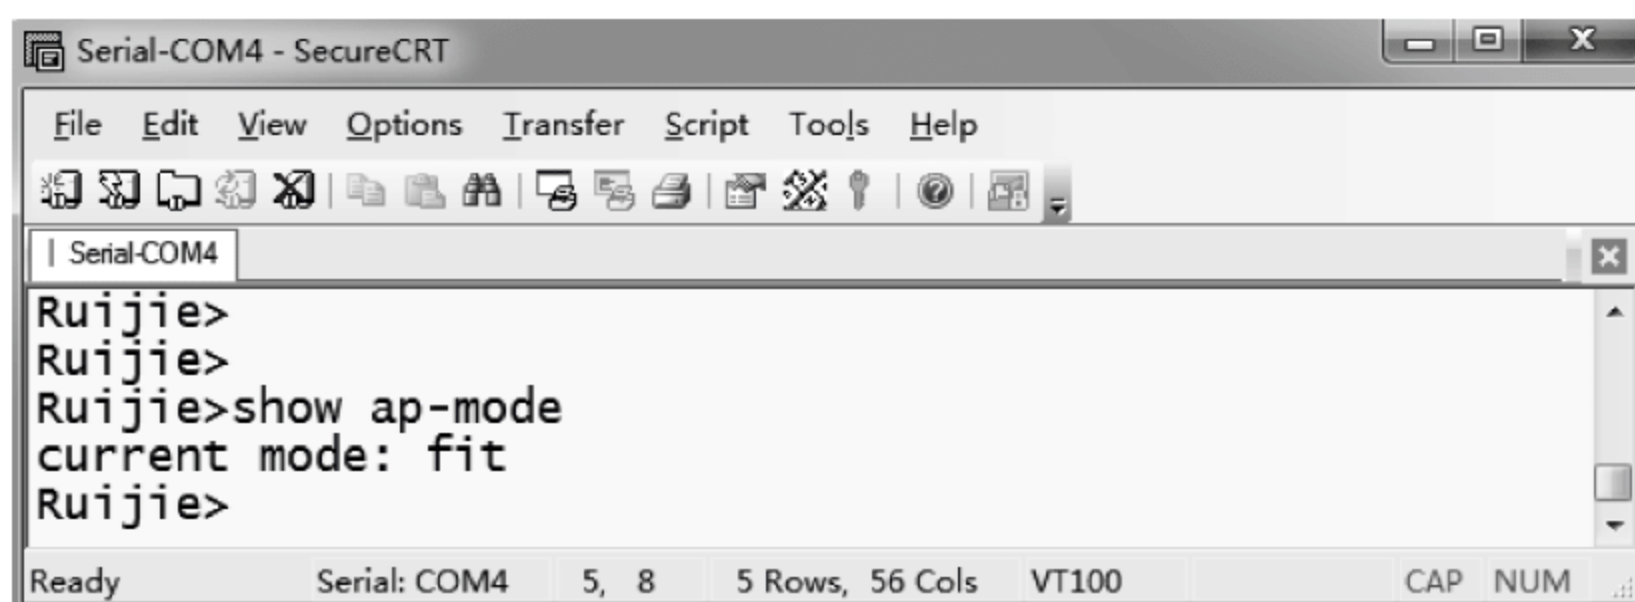 Serial-COM4 - SecureCRT
File Edit View Options Transfer Script Tools Help
Serial-COM4
Ruijie>
Ruijie>
Ruijie>show ap-mode
current mode: fit
Ruijie>
Ready Serial: COM4 5, 8 5 Rows, 56 Cols VT100 CAP NUM